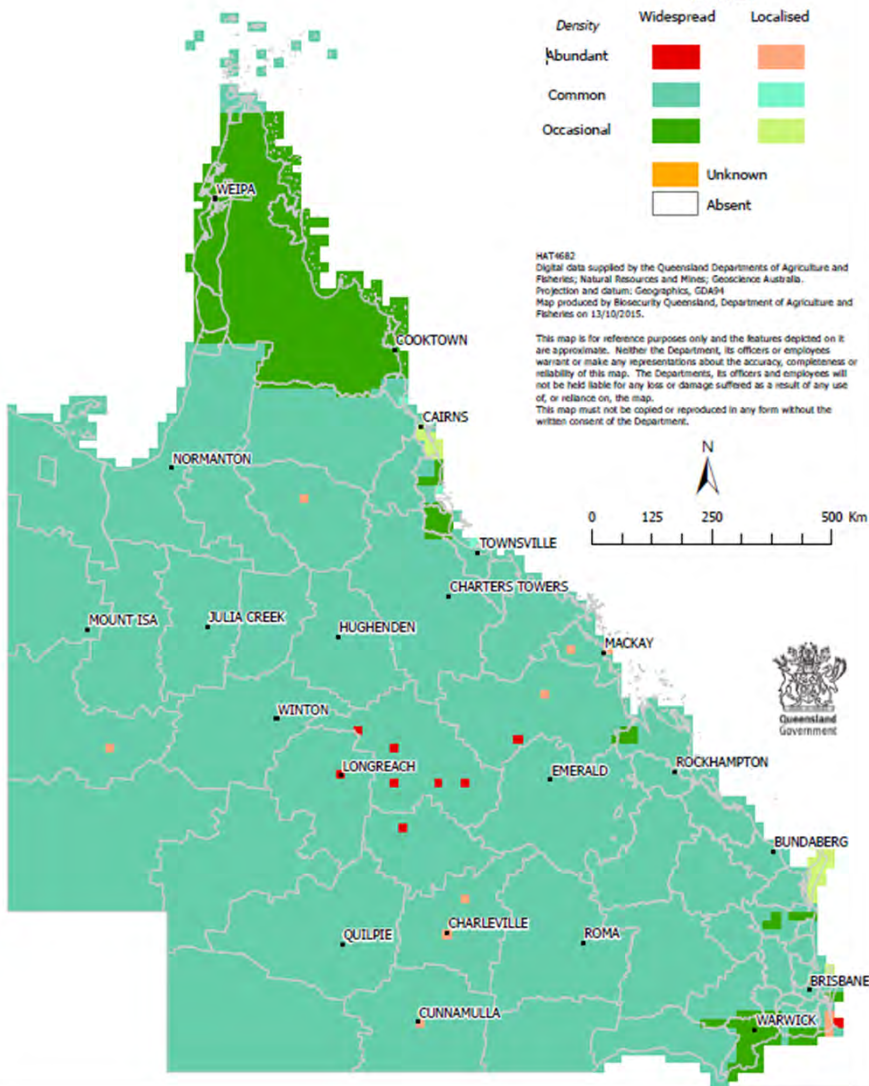 Density Widespread Localised
Abundant
Common
Occasional
Unknown
Absent
HAT4682
Digital data supplied by the Queensland Departments of Agriculture and
Fisheries; Natural Resources and Mines; Geoscience Australia.
Projection and datum: Geographics, GDA94
Map produced by Biosecurity Queensland, Department of Agriculture and
Fisheries on 13/10/2015.
This map is for reference purposes only and the features depicted on it
are approximate. Neither the Department, its officers or employees
warrant or make any representations about the accuracy, completeness or
reliability of this map. The Departments, its officers and employees will
not be held liable for any loss or damage suffered as a result of any use
of, or reliance on, the map.
This map must not be copied or reproduced in any form without the
written consent of the Department.
N
0 125 250 500 Km
Queensland
Government
WEIPA
COOKTOWN
CAIRNS
NORMANTON
TOWNSVILLE
CHARTERS TOWERS
MOUNT ISA
JULIA CREEK
HUGHENDEN
MACKAY
WINTON
LONGREACH
EMERALD
ROCKHAMPTON
BUNDABERG
CHARLEVILLE
QUILPIE
ROMA
BRISBANE
CUNNAMULLA
WARWICK